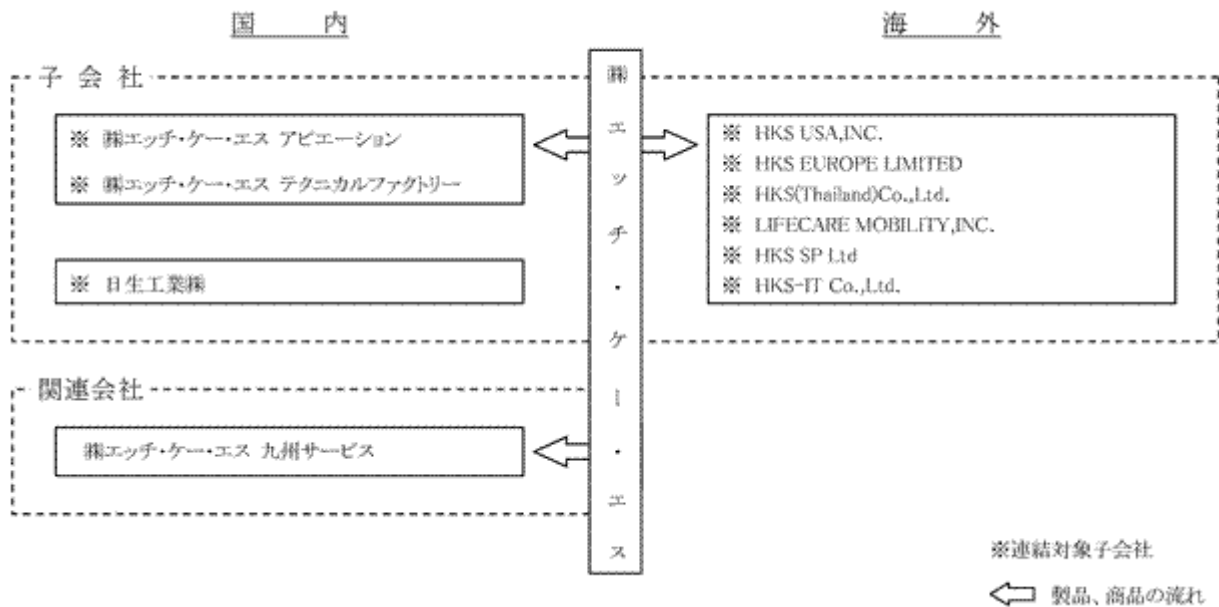 国内
海外
子会社
※ ㈱エッチ・ケー・エス アビエーション
※ ㈱エッチ・ケー・エス テクニカルファクトリー
※ 日生工業㈱
㈱エッチ・ケー・エス
※ HKS USA,INC.
※ HKS EUROPE LIMITED
※ HKS(Thailand)Co.,Ltd.
※ LIFECARE MOBILITY,INC.
※ HKS SP Ltd
※ HKS-IT Co.,Ltd.
関連会社
㈱エッチ・ケー・エス 九州サービス
※連結対象子会社
製品、商品の流れ